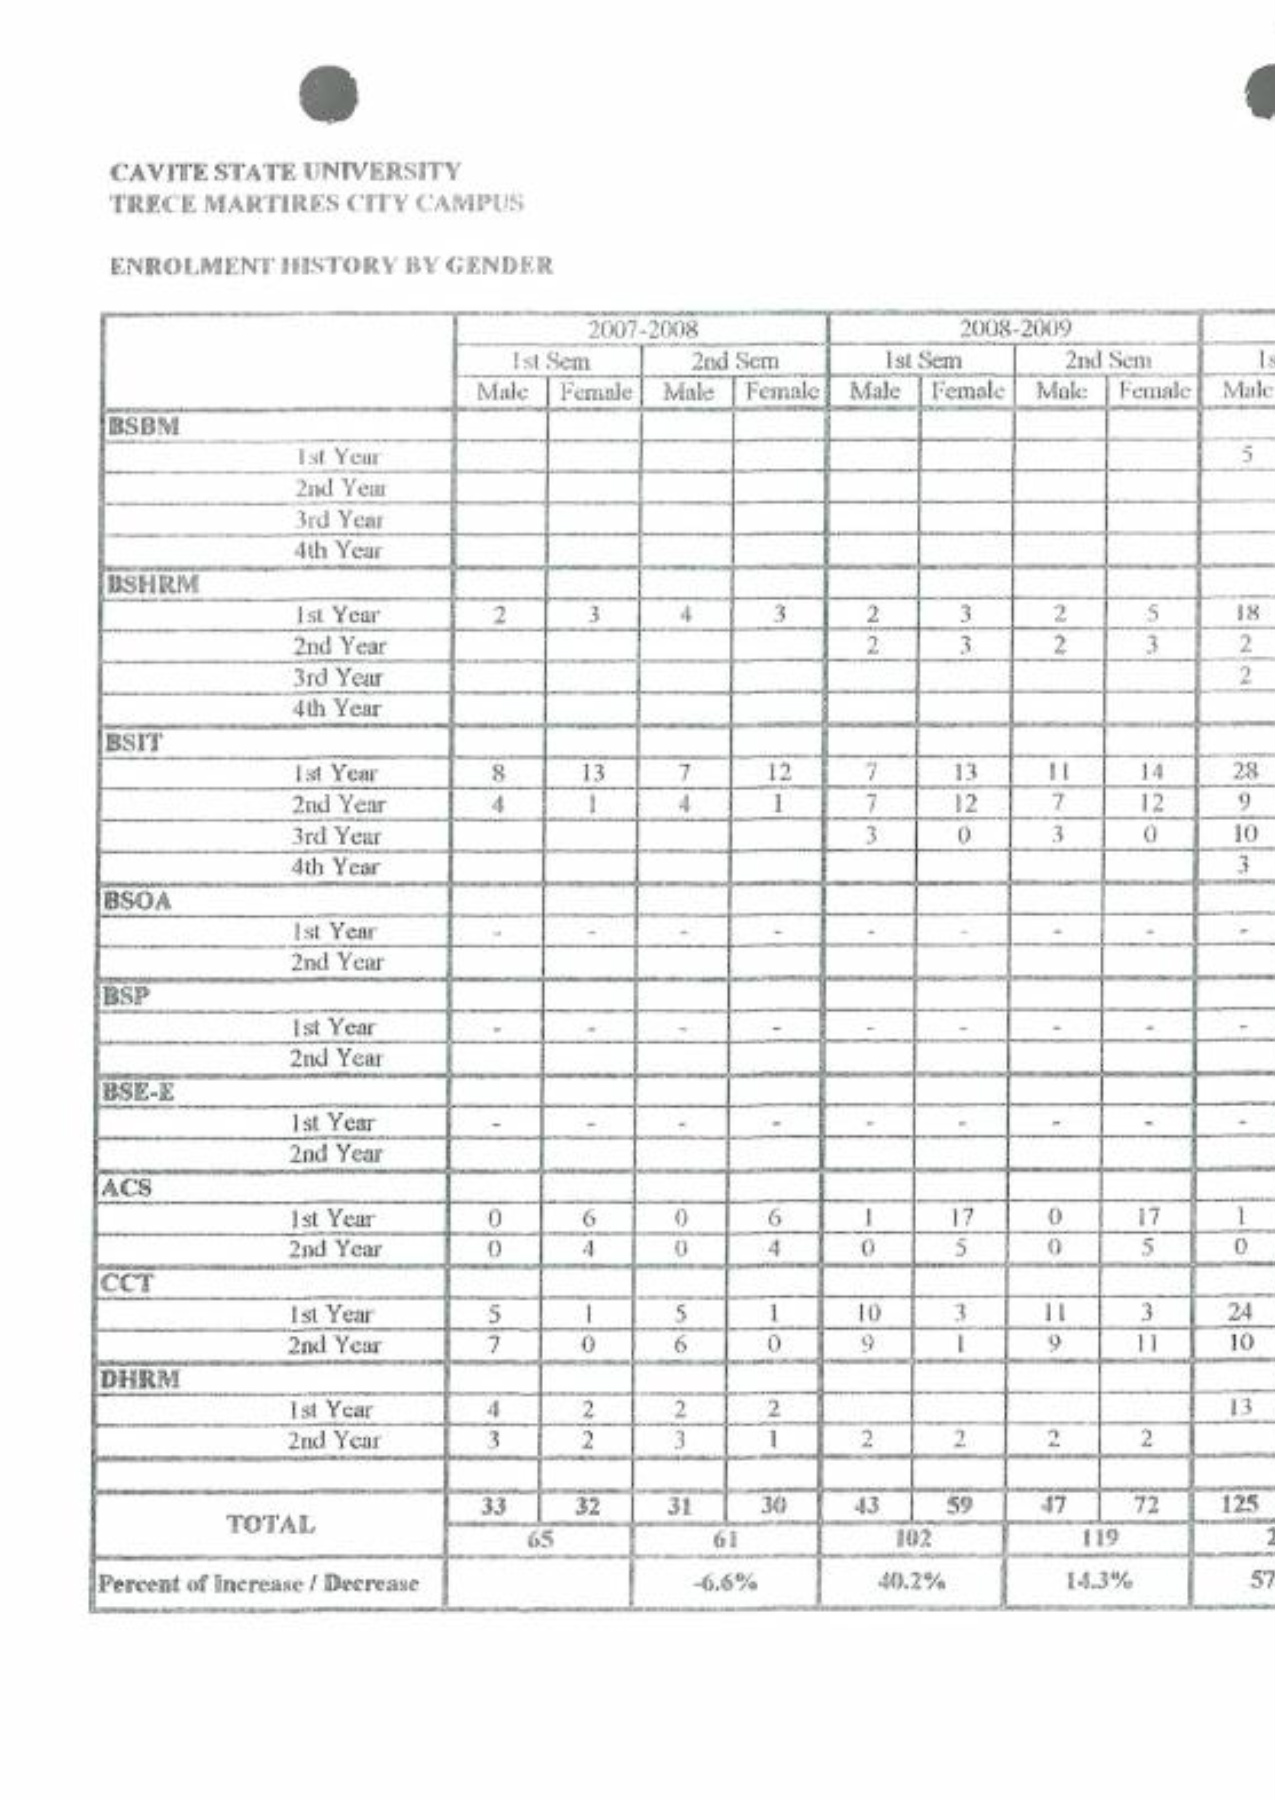 CAVITE STATE UNIVERSITY
TRECE MARTIRES CITY CAMPUS
ENROLMENT HISTORY BY GENDER
2007-2008 2008-2009
1st Sem 2nd Sem 1st Sem 2nd Sem 1s
Male Female Male Female Male Female Male Female Male
BSBM
1st Year 5
2nd Year
3rd Year
4th Year
BSHRM
1st Year 2 3 4 3 2 3 2 5 18
2nd Year 2 3 2 3 2
3rd Year 2
4th Year
BSIT
1st Year 8 13 7 12 7 13 11 14 28
2nd Year 4 1 4 1 7 12 7 12 9
3rd Year 3 0 3 0 10
4th Year 3
BSOA
1st Year - - - - - - - - -
2nd Year
BSP
1st Year - - - - - - - - -
2nd Year
BSE-E
1st Year - - - - - - - - -
2nd Year
ACS
1st Year 0 6 0 6 1 17 0 17 1
2nd Year 0 4 0 4 0 5 0 5 0
CCT
1st Year 5 1 5 1 10 3 11 3 24
2nd Year 7 0 6 0 9 1 9 11 10
DHRM
1st Year 4 2 2 2 13
2nd Year 3 2 3 1 2 2 2 2
TOTAL 33 32 31 30 43 59 47 72 125
65 61 102 119 2
Percent of Increase / Decrease -6.6% 40.2% 14.3% 57